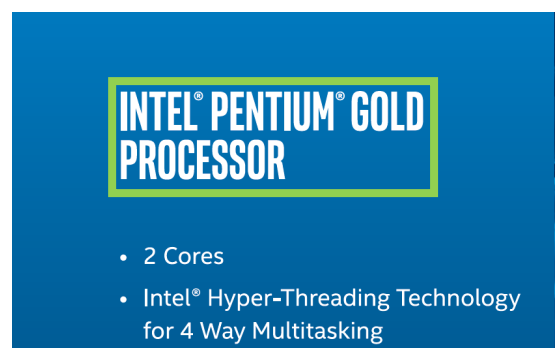 INTEL® PENTIUM® GOLD
PROCESSOR
• 2 Cores
• Intel® Hyper-Threading Technology
for 4 Way Multitasking